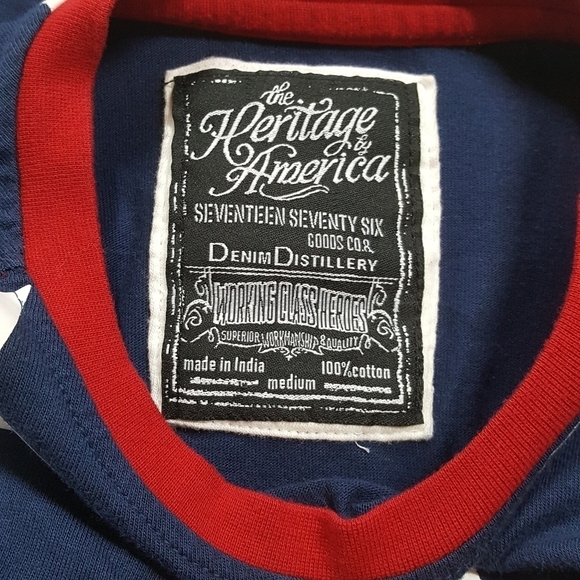 the
Heritage
by
America
SEVENTEEN SEVENTY SIX
GOODS CO.&
DENIM DISTILLERY
WORKING CLASS HEROES
SUPERIOR WORKMANSHIP & QUALITY
made in India 100%cotton
medium